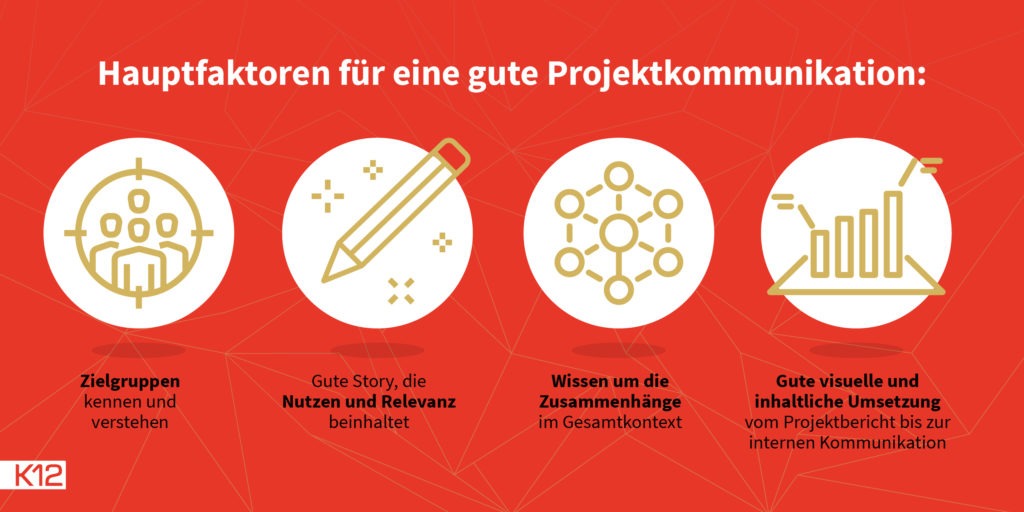 Hauptfaktoren für eine gute Projektkommunikation:
Zielgruppen
kennen und
verstehen
Gute Story, die
Nutzen und Relevanz
beinhaltet
Wissen um die
Zusammenhänge
im Gesamtkontext
Gute visuelle und
inhaltliche Umsetzung
vom Projektbericht bis zur
internen Kommunikation
K12